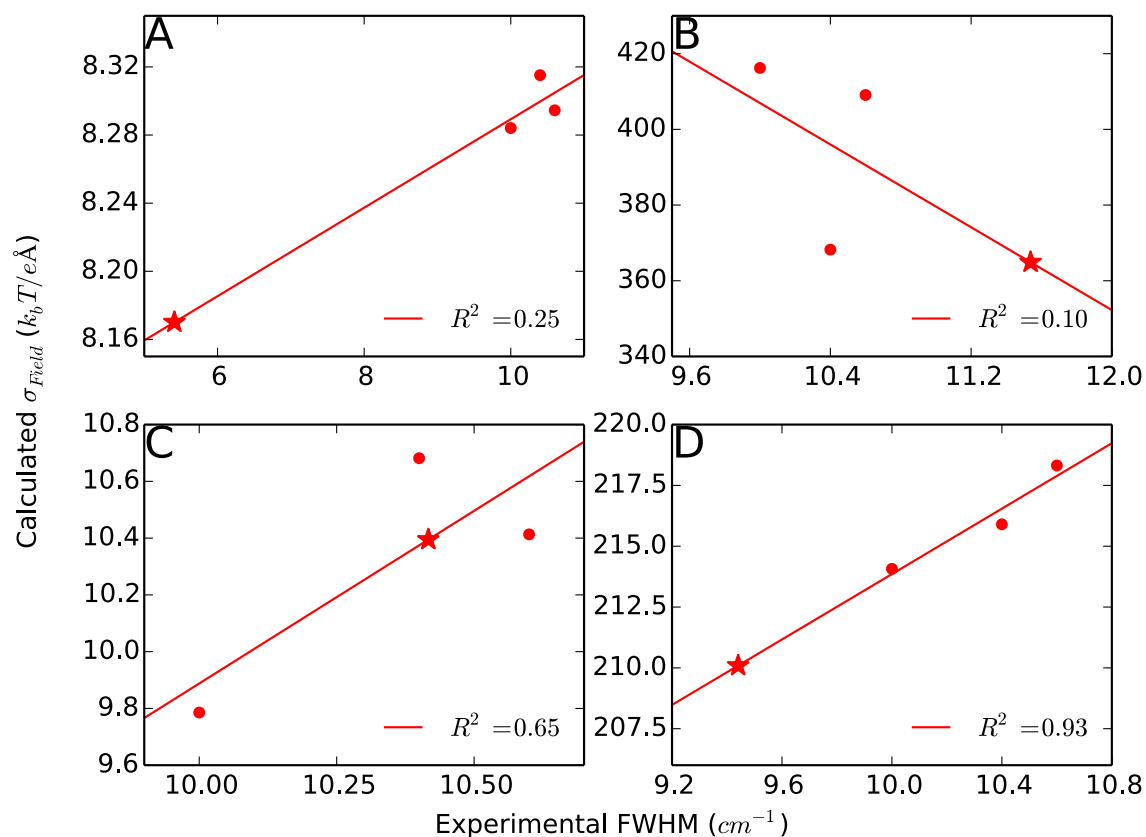 Calculated σ_Field (k_bT/eÅ)
A
8.32
8.28
8.24
8.20
8.16
6 8 10
R² =0.25
B
420
400
380
360
340
9.6 10.4 11.2 12.0
R² =0.10
C
10.8
10.6
10.4
10.2
10.0
9.8
9.6
10.00 10.25 10.50
R² =0.65
D
220.0
217.5
215.0
212.5
210.0
207.5
9.2 9.6 10.0 10.4 10.8
R² =0.93
Experimental FWHM (cm⁻¹)